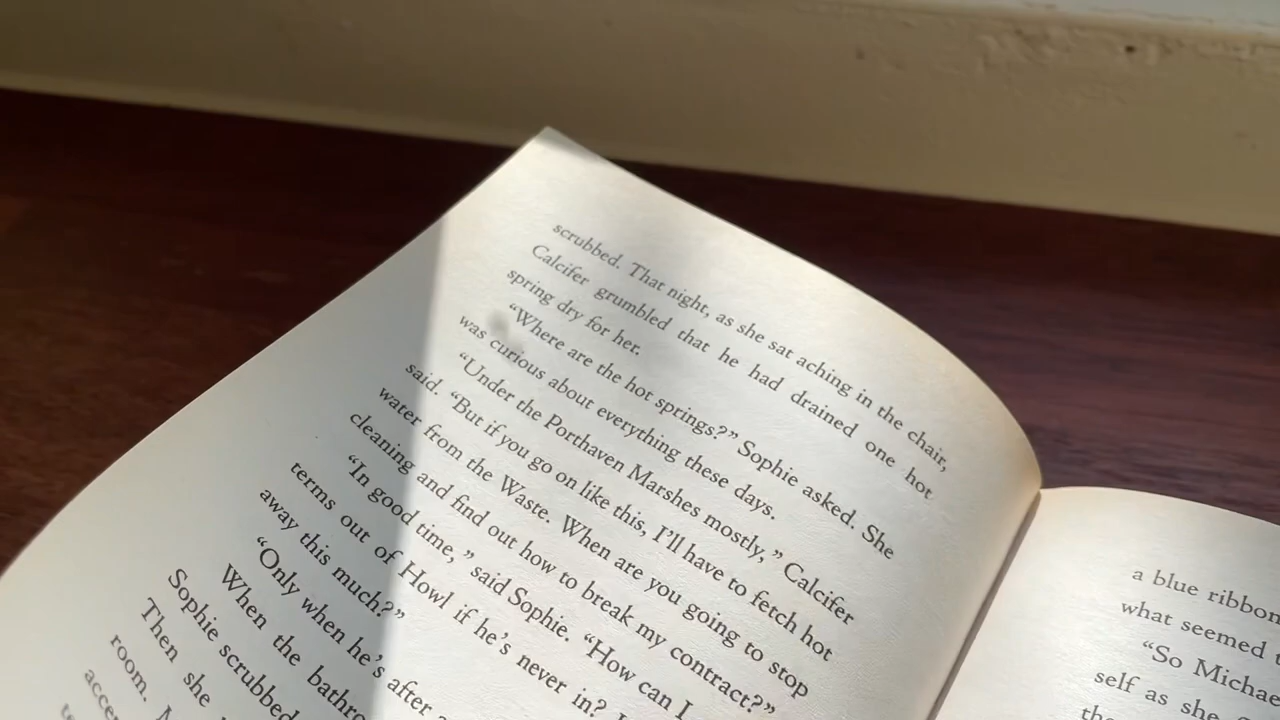 scrubbed. That night, as she sat aching in the chair,
Calcifer grumbled that he had drained one hot
spring dry for her.
“Where are the hot springs?” Sophie asked. She
was curious about everything these days.
“Under the Porthaven Marshes mostly,” Calcifer
said. “But if you go on like this, I’ll have to fetch hot
water from the Waste. When are you going to stop
cleaning and find out how to break my contract?”
“In good time,” said Sophie. “How can I
terms out of Howl if he’s never in?
away this much?”
“Only when he’s after
When the
Sophie scrubbed
Then she
room.
a blue ribbon
what seemed
“So
self as she